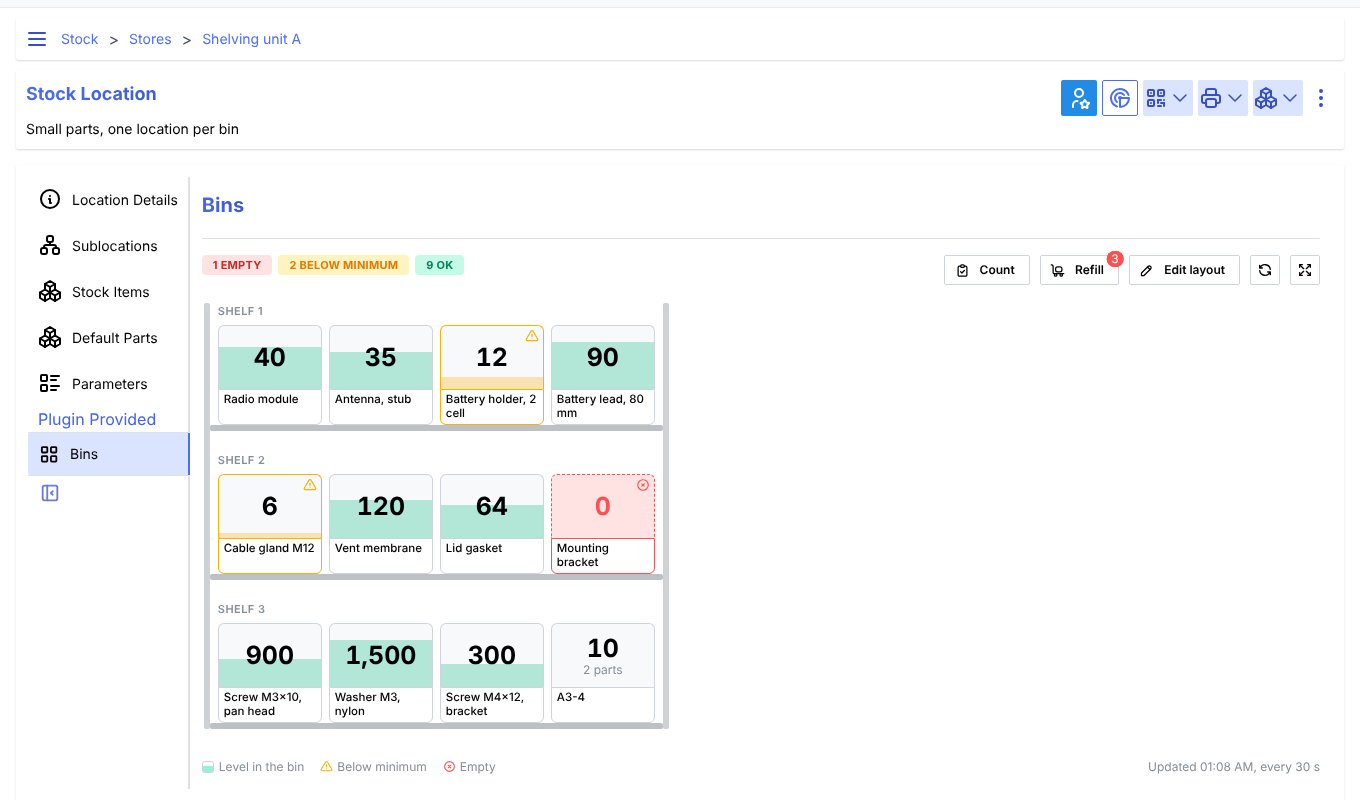 Stock > Stores > Shelving unit A
Stock Location
Small parts, one location per bin
Location Details
Sublocations
Stock Items
Default Parts
Parameters
Plugin Provided
Bins
Bins
1 EMPTY 2 BELOW MINIMUM 9 OK
Count Refill 3 Edit layout
SHELF 1
40 35 12 90
Radio module Antenna, stub Battery holder, 2 cell Battery lead, 80 mm
SHELF 2
6 120 64 0
Cable gland M12 Vent membrane Lid gasket Mounting bracket
SHELF 3
900 1,500 300 10
2 parts
Screw M3×10, pan head Washer M3, nylon Screw M4×12, bracket A3-4
Level in the bin Below minimum Empty
Updated 01:08 AM, every 30 s